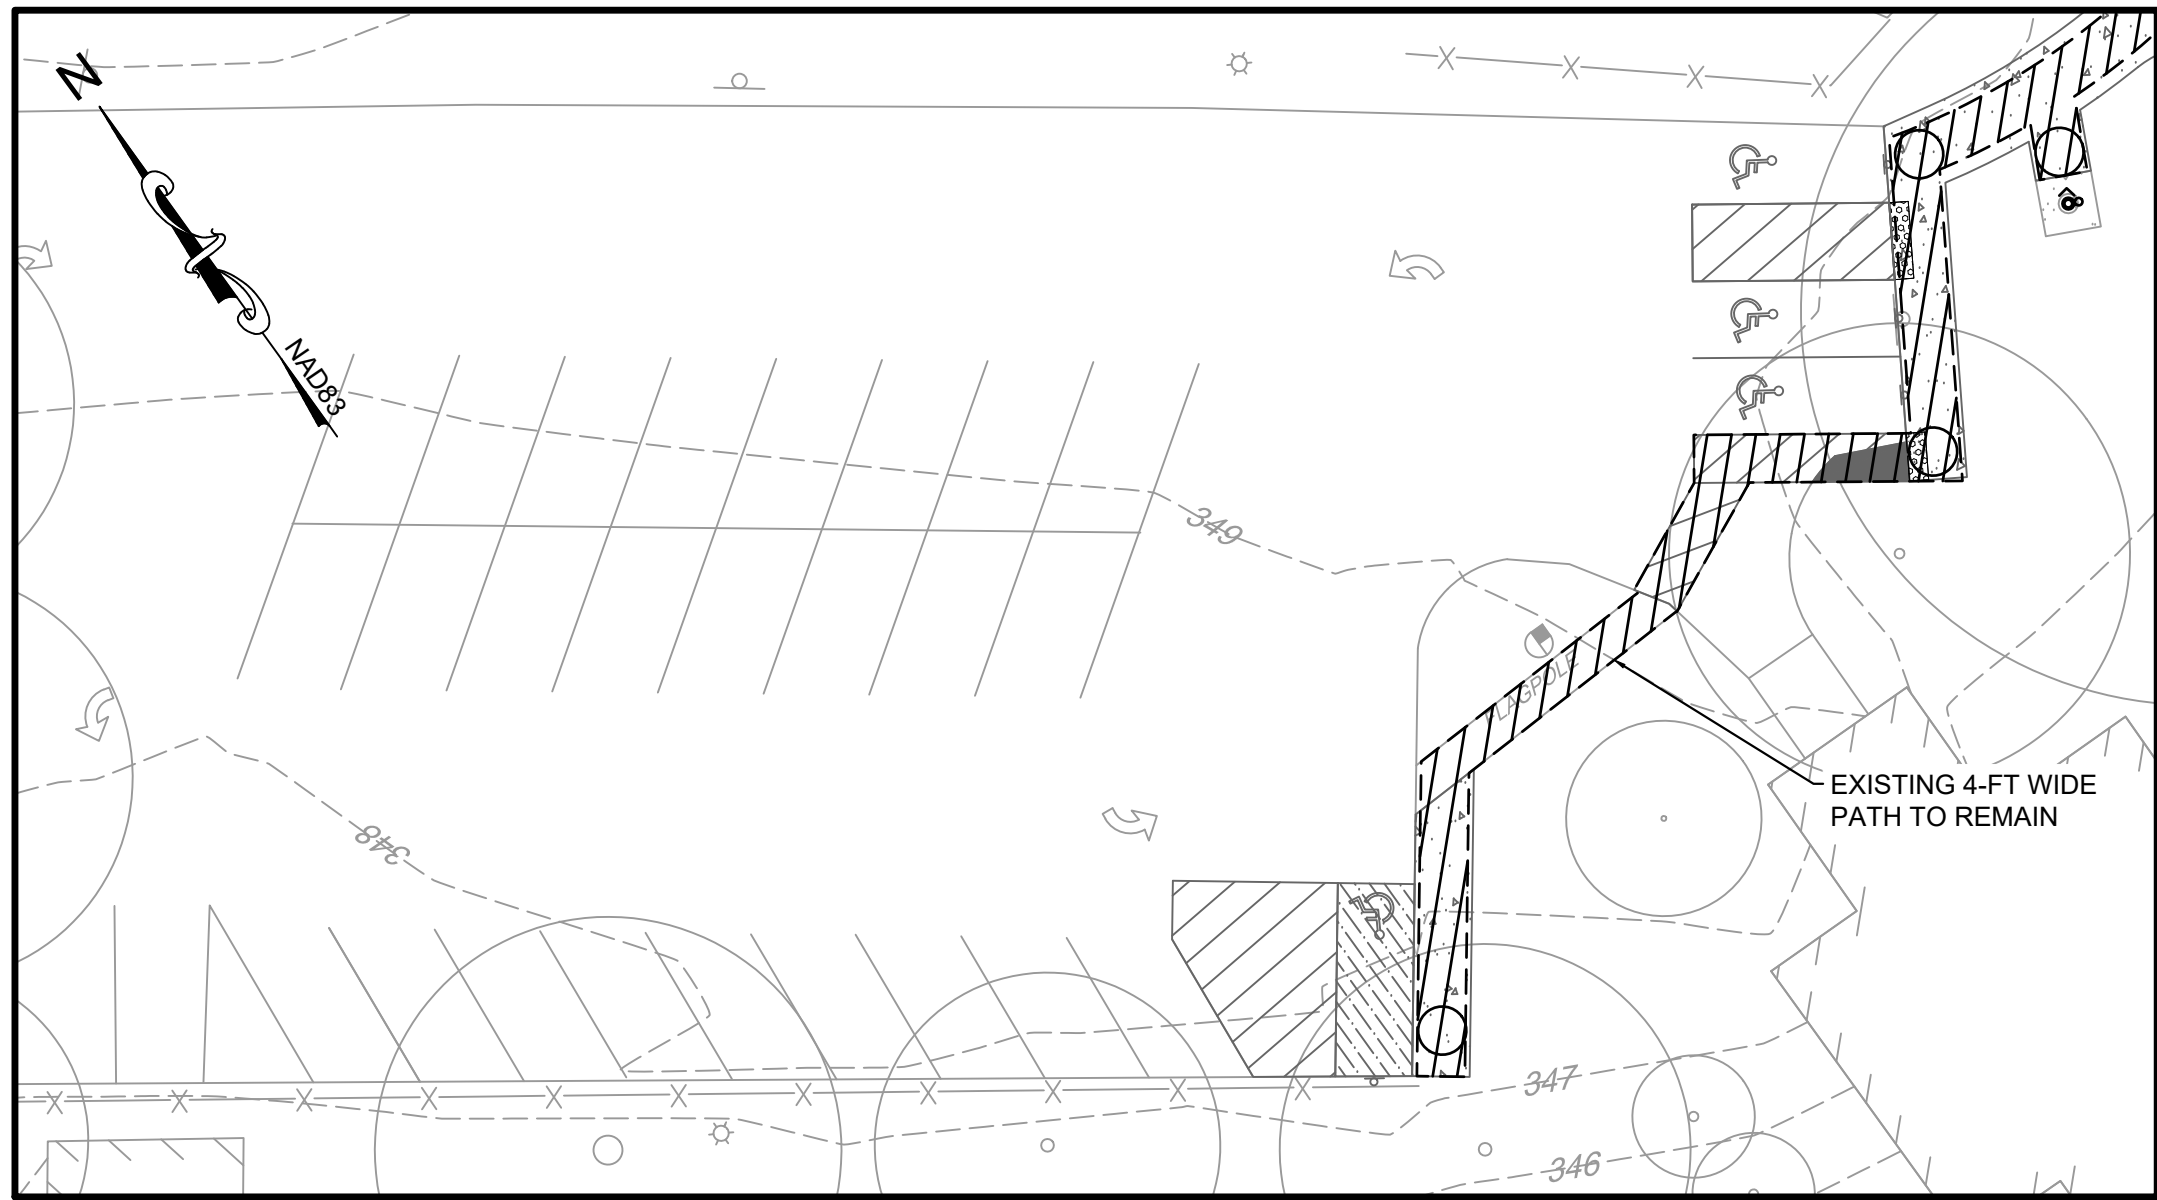 N
NAD83
349
FLAGPOLE
EXISTING 4-FT WIDE
PATH TO REMAIN
348
347
346